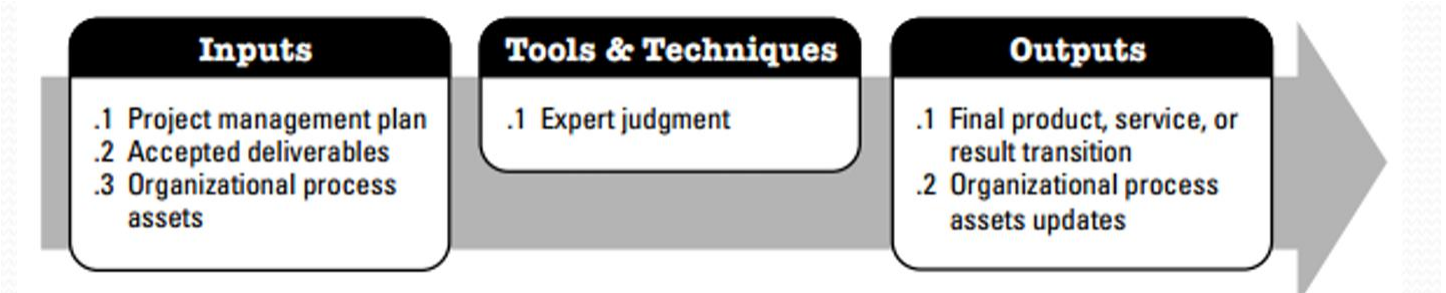 Inputs
.1 Project management plan
.2 Accepted deliverables
.3 Organizational process
assets
Tools & Techniques
.1 Expert judgment
Outputs
.1 Final product, service, or
result transition
.2 Organizational process
assets updates